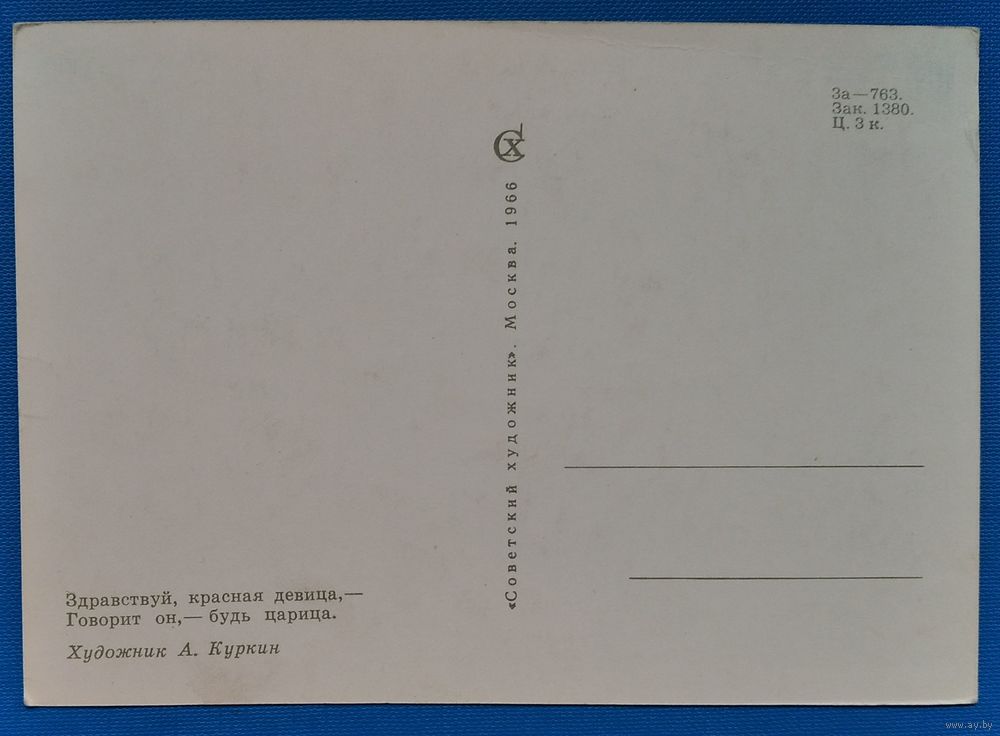 За—763.
Зак. 1380.
Ц. 3 к.
СХ
«Советский художник». Москва. 1966
Здравствуй, красная девица,—
Говорит он,— будь царица.
Художник А. Куркин
www.ay.by